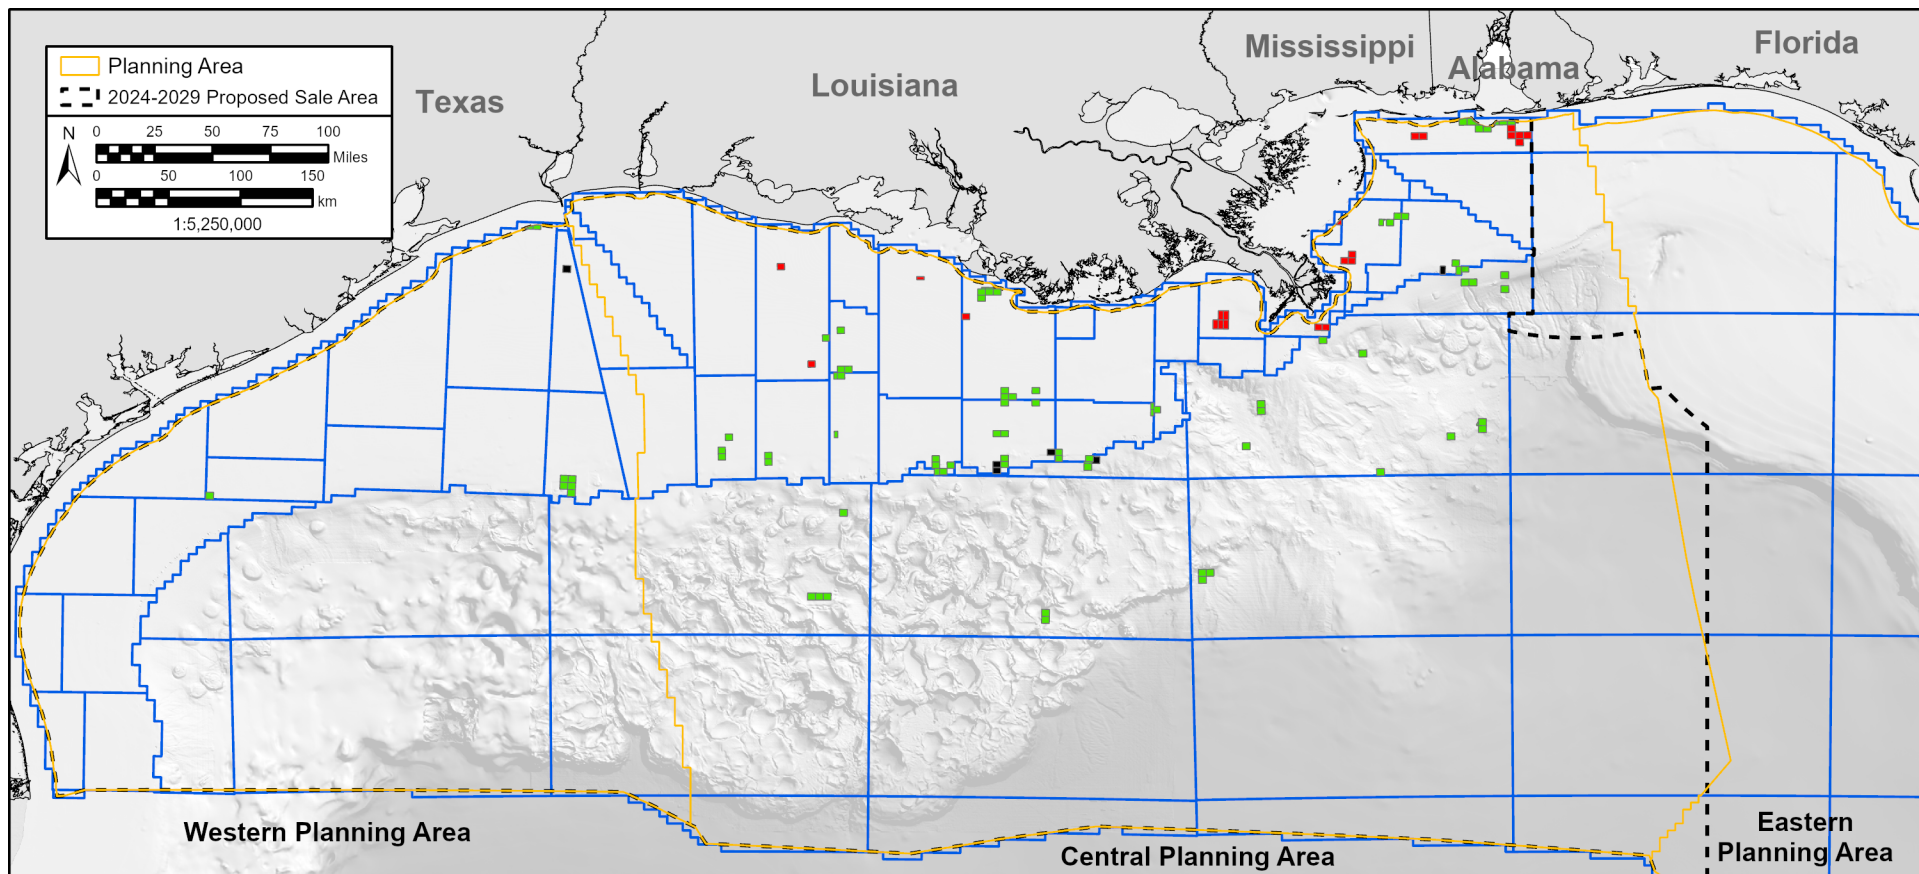 Mississippi
Florida
Alabama
Louisiana
Texas
Planning Area
2024-2029 Proposed Sale Area
N
0 25 50 75 100
Miles
0 50 100 150
km
1:5,250,000
Western Planning Area
Central Planning Area
Eastern
Planning Area